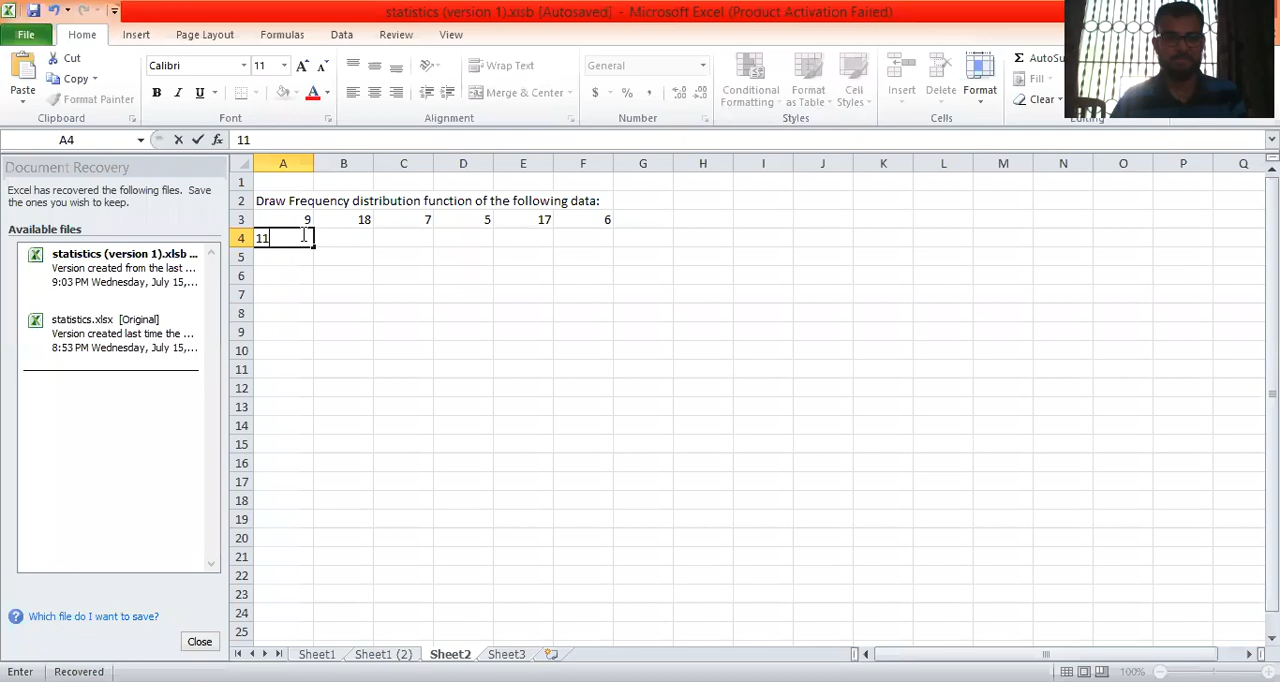 statistics (version 1).xlsb [Autosaved] - Microsoft Excel (Product Activation Failed)
File Home Insert Page Layout Formulas Data Review View
Paste
Cut
Copy
Format Painter
Calibri 11
B I U A
Wrap Text
Merge & Center
General
$ % ,
Conditional Formatting
Format as Table
Cell Styles
Insert Delete Format
Σ AutoSu
Fill
Clear
Clipboard Font Alignment Number Styles Cells Editing
A4 fx 11
Document Recovery
Excel has recovered the following files. Save
the ones you wish to keep.
Available files
statistics (version 1).xlsb ...
Version created from the last ...
9:03 PM Wednesday, July 15,...
statistics.xlsx [Original]
Version created last time the ...
8:53 PM Wednesday, July 15,...
Which file do I want to save?
Close
A B C D E F G H I J K L M N O P Q
1
2 Draw Frequency distribution function of the following data:
3 9 18 7 5 17 6
4 11
5
6
7
8
9
10
11
12
13
14
15
16
17
18
19
20
21
22
23
24
25
Sheet1 Sheet1 (2) Sheet2 Sheet3
Enter Recovered 100%